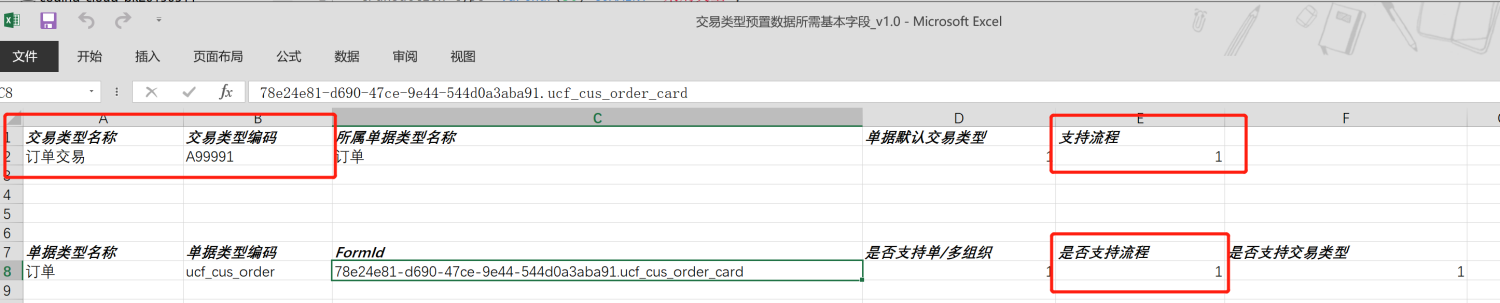 交易类型预置数据所需基本字段_v1.0 - Microsoft Excel
文件 开始 插入 页面布局 公式 数据 审阅 视图
C8 fx 78e24e81-d690-47ce-9e44-544d0a3aba91.ucf_cus_order_card
A B C D E F
1 交易类型名称 交易类型编码 所属单据类型名称 单据默认交易类型 支持流程
2 订单交易 A99991 订单 1 1
3
4
5
6
7 单据类型名称 单据类型编码 FormId 是否支持单/多组织 是否支持流程 是否支持交易类型
8 订单 ucf_cus_order 78e24e81-d690-47ce-9e44-544d0a3aba91.ucf_cus_order_card 1 1 1
9